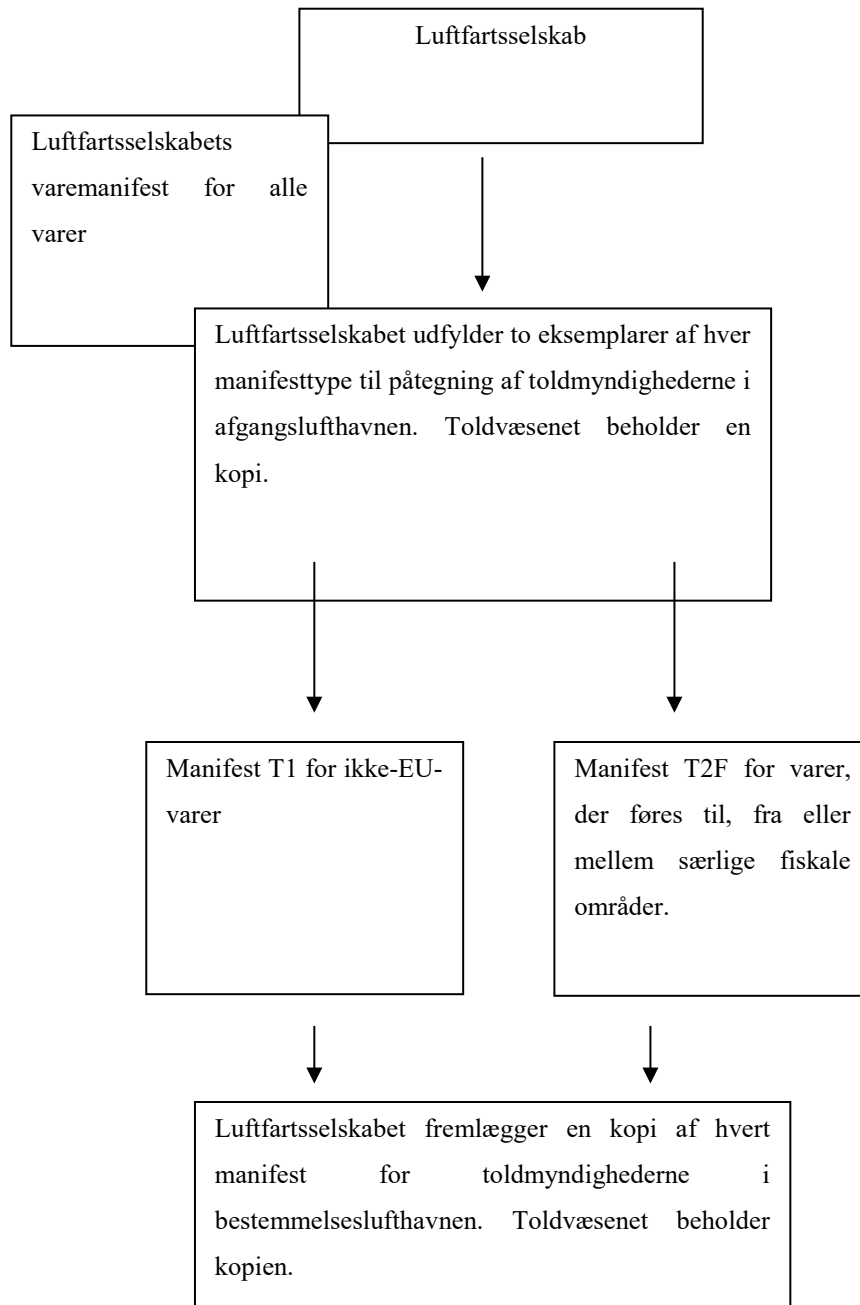 Luftfartsselskab
Luftfartsselskabets
varemanifest for alle
varer
Luftfartsselskabet udfylder to eksemplarer af hver
manifesttype til påtegning af toldmyndighederne i
afgangslufthavnen. Toldvæsenet beholder en
kopi.
Manifest T1 for ikke-EU-
varer
Manifest T2F for varer,
der føres til, fra eller
mellem særlige fiskale
områder.
Luftfartsselskabet fremlægger en kopi af hvert
manifest for toldmyndighederne i
bestemmelseslufthavnen. Toldvæsenet beholder
kopien.